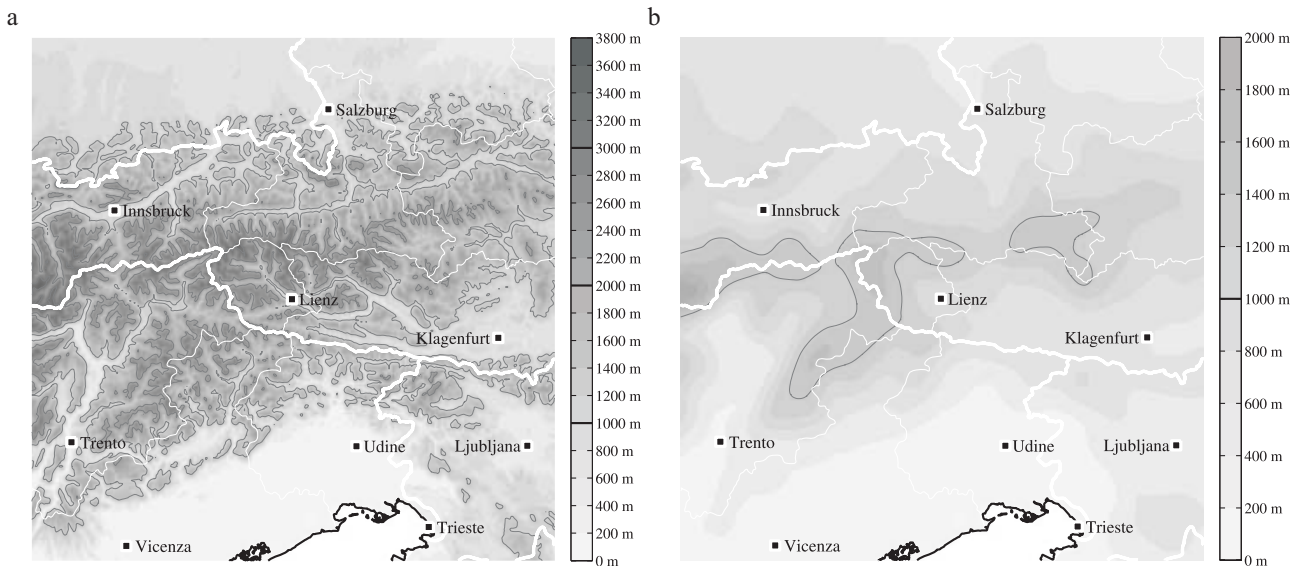 a
Salzburg
Innsbruck
Lienz
Klagenfurt
Trento
Udine
Ljubljana
Trieste
Vicenza
3800 m
3600 m
3400 m
3200 m
3000 m
2800 m
2600 m
2400 m
2200 m
2000 m
1800 m
1600 m
1400 m
1200 m
1000 m
800 m
600 m
400 m
200 m
0 m
b
Salzburg
Innsbruck
Lienz
Klagenfurt
Trento
Udine
Ljubljana
Trieste
Vicenza
2000 m
1800 m
1600 m
1400 m
1200 m
1000 m
800 m
600 m
400 m
200 m
0 m